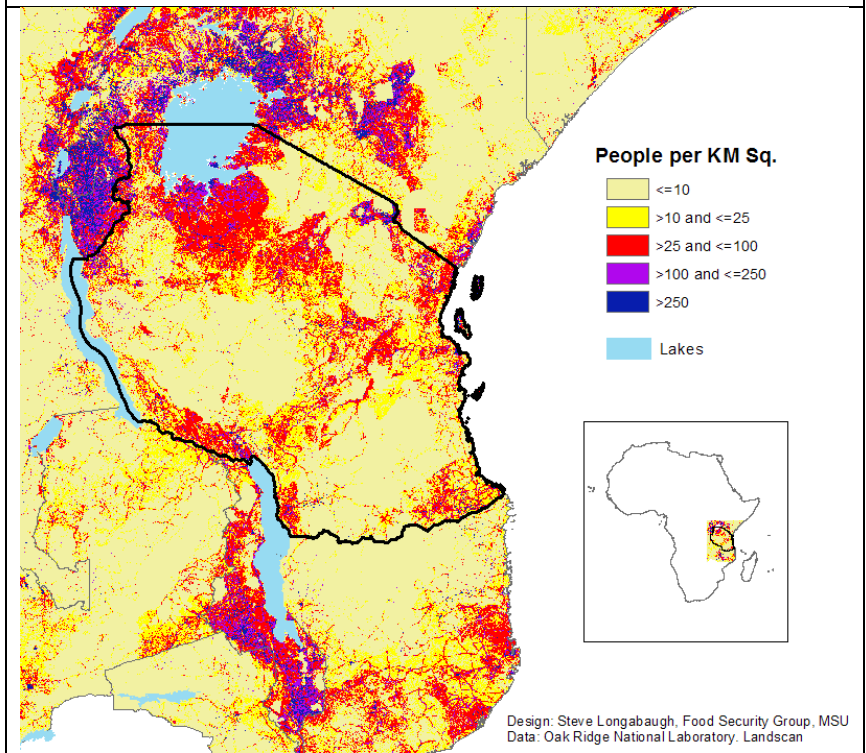 People per KM Sq.
<=10
>10 and <=25
>25 and <=100
>100 and <=250
>250
Lakes
Design: Steve Longabaugh, Food Security Group, MSU
Data: Oak Ridge National Laboratory. Landscan